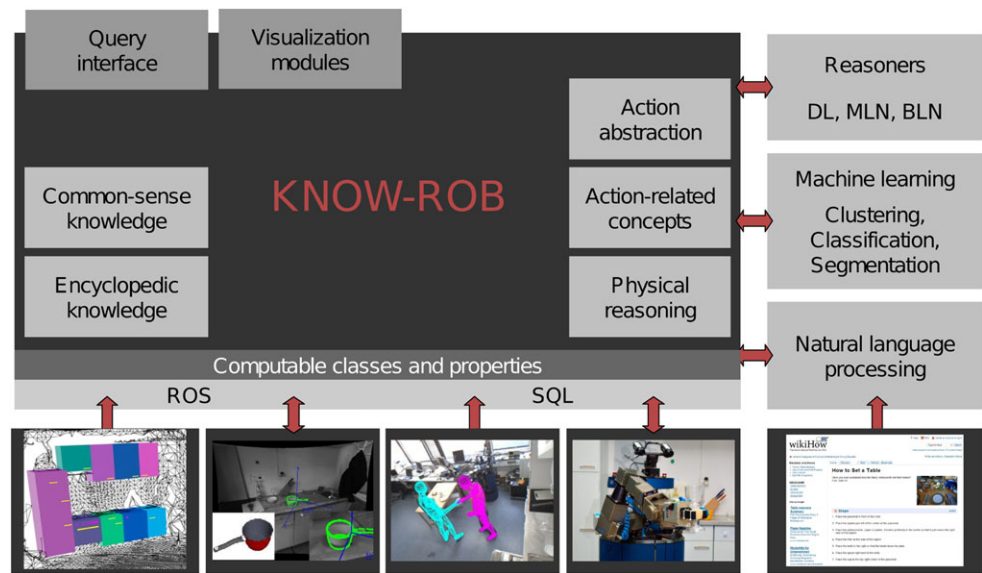 Query
interface
Visualization
modules
Reasoners
DL, MLN, BLN
Action
abstraction
Common-sense
knowledge
KNOW-ROB
Action-related
concepts
Machine learning
Clustering,
Classification,
Segmentation
Encyclopedic
knowledge
Physical
reasoning
Natural language
processing
Computable classes and properties
ROS
SQL
wikiHow
How to Set a Table
Steps